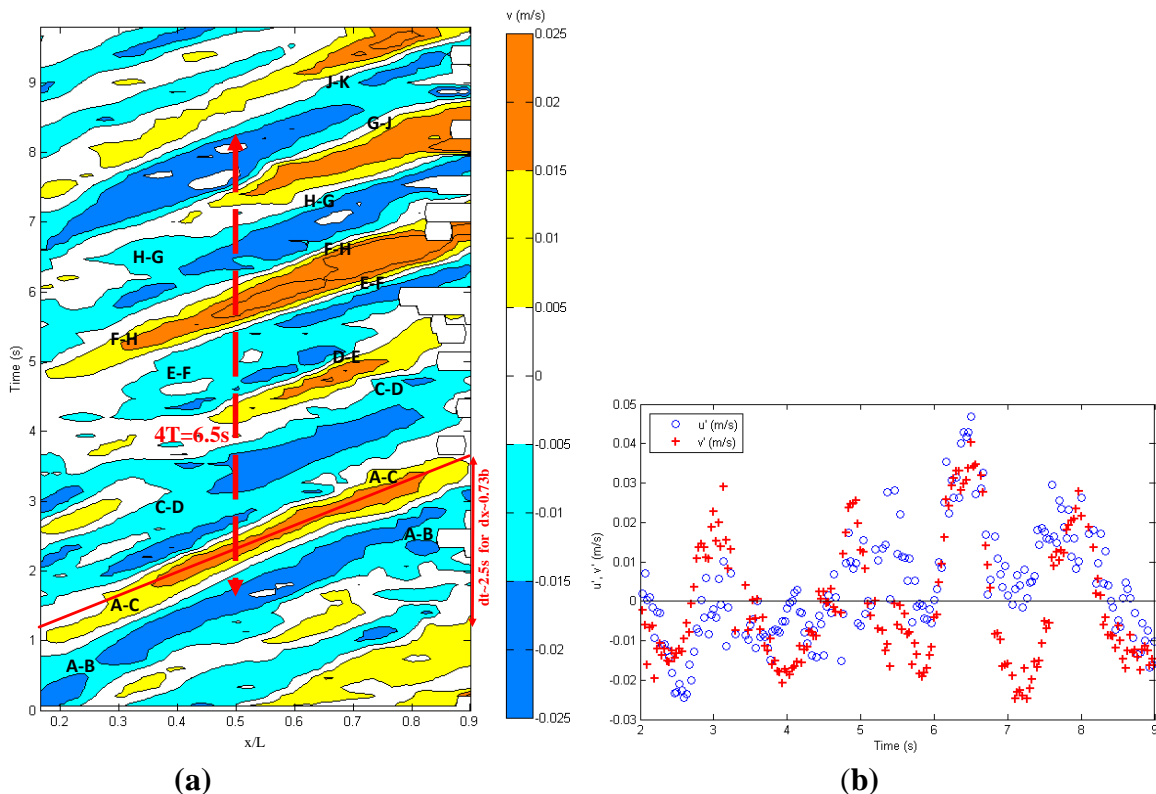 v (m/s)
0.025
0.02
0.015
0.01
0.005
0
-0.005
-0.01
-0.015
-0.02
-0.025
Time (s)
9
8
7
6
5
4
3
2
1
0
J-K
G-J
H-G
F-H
H-G
E-F
F-H
D-E
E-F
C-D
4T=6.5s
A-C
C-D
A-B
A-C
A-B
dt~2.5s for dx~0.73b
0.2 0.3 0.4 0.5 0.6 0.7 0.8 0.9
x/L
(a)
u' (m/s)
v' (m/s)
u', v' (m/s)
0.05
0.04
0.03
0.02
0.01
0
-0.01
-0.02
-0.03
2 3 4 5 6 7 8 9
Time (s)
(b)